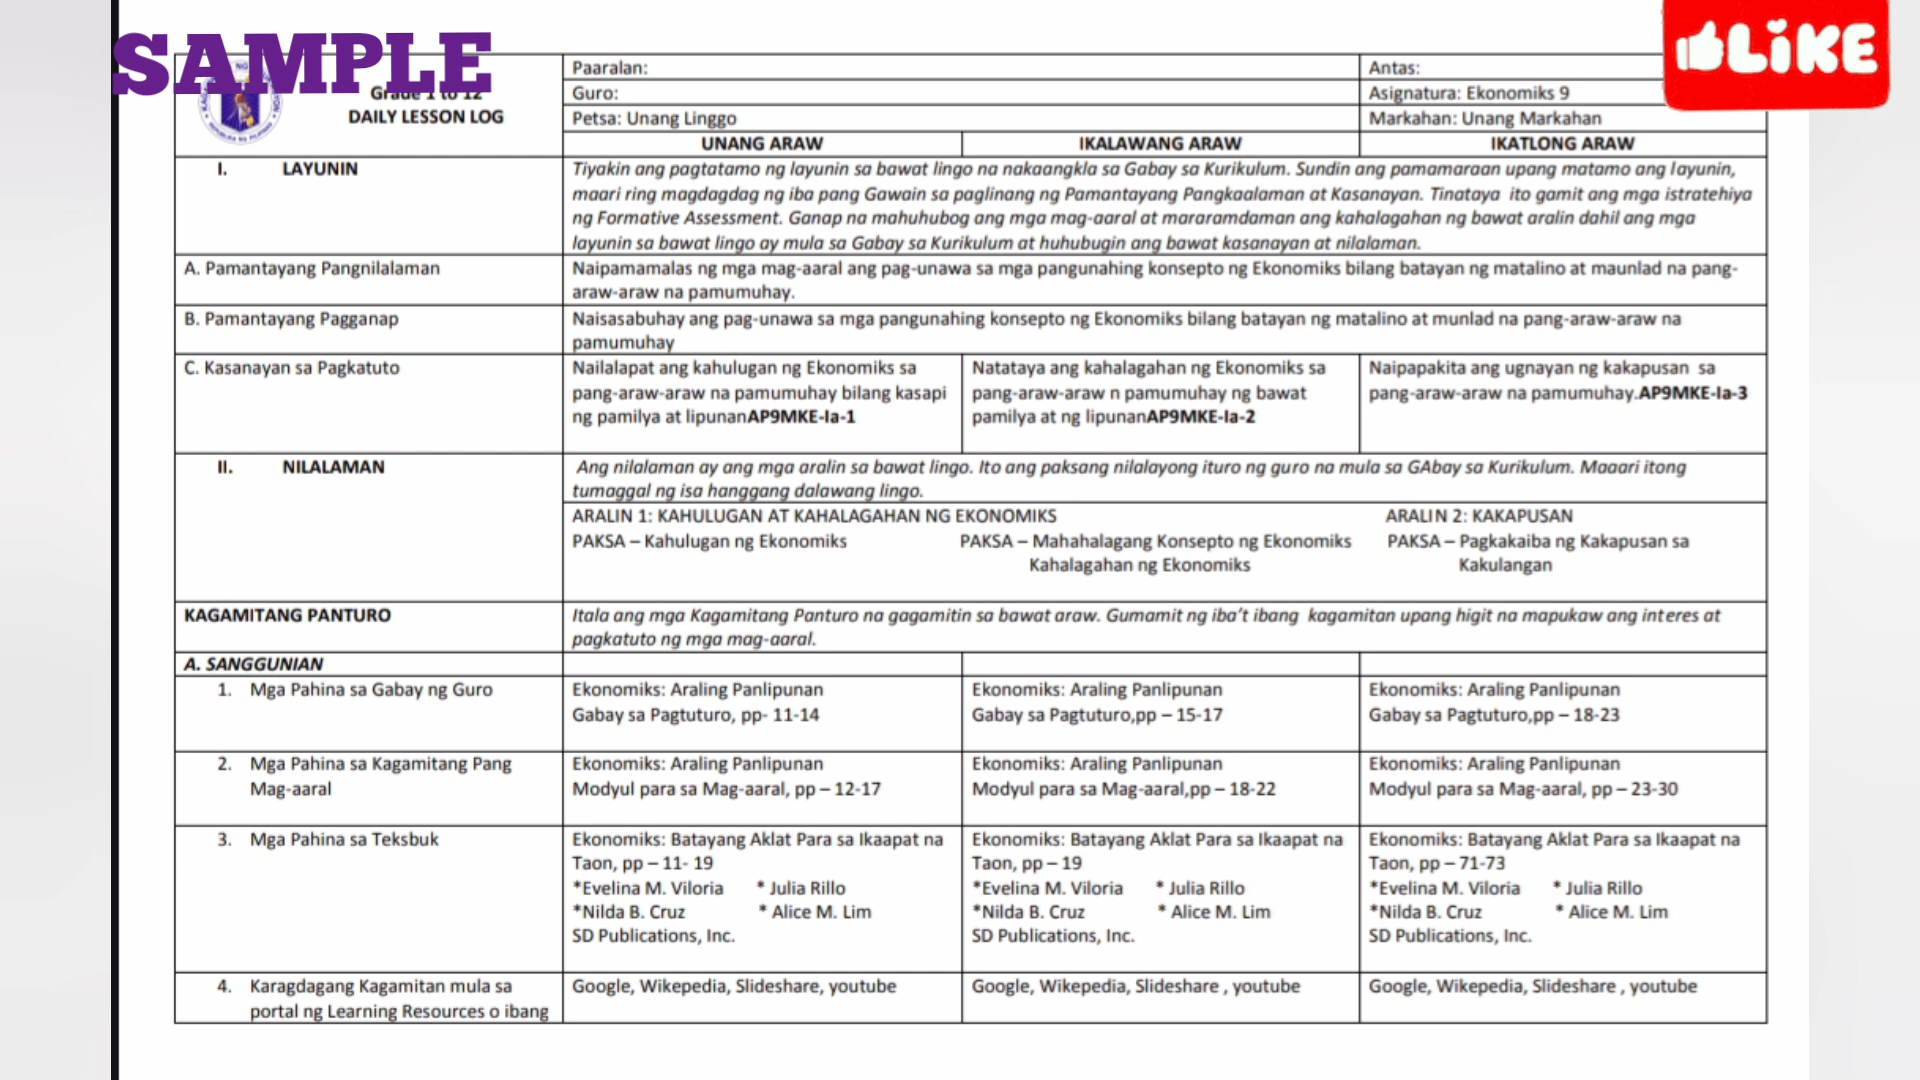 SAMPLE
LiKE
Grade 1 to 12
DAILY LESSON LOG
Paaralan:
Antas:
Guro:
Asignatura: Ekonomiks 9
Petsa: Unang Linggo
Markahan: Unang Markahan
UNANG ARAW
IKALAWANG ARAW
IKATLONG ARAW
I. LAYUNIN
Tiyakin ang pagtatamo ng layunin sa bawat lingo na nakaangkla sa Gabay sa Kurikulum. Sundin ang pamamaraan upang matamo ang layunin,
maari ring magdagdag ng iba pang Gawain sa paglinang ng Pamantayang Pangkaalaman at Kasanayan. Tinataya ito gamit ang mga istratehiya
ng Formative Assessment. Ganap na mahuhubog ang mga mag-aaral at mararamdaman ang kahalagahan ng bawat aralin dahil ang mga
layunin sa bawat lingo ay mula sa Gabay sa Kurikulum at huhubugin ang bawat kasanayan at nilalaman.
A. Pamantayang Pangnilalaman
Naipamamalas ng mga mag-aaral ang pag-unawa sa mga pangunahing konsepto ng Ekonomiks bilang batayan ng matalino at maunlad na pang-
araw-araw na pamumuhay.
B. Pamantayang Pagganap
Naisasabuhay ang pag-unawa sa mga pangunahing konsepto ng Ekonomiks bilang batayan ng matalino at munlad na pang-araw-araw na
pamumuhay
C. Kasanayan sa Pagkatuto
Nailalapat ang kahulugan ng Ekonomiks sa
pang-araw-araw na pamumuhay bilang kasapi
ng pamilya at lipunanAP9MKE-Ia-1
Natataya ang kahalagahan ng Ekonomiks sa
pang-araw-araw n pamumuhay ng bawat
pamilya at ng lipunanAP9MKE-Ia-2
Naipapakita ang ugnayan ng kakapusan sa
pang-araw-araw na pamumuhay.AP9MKE-Ia-3
II. NILALAMAN
Ang nilalaman ay ang mga aralin sa bawat lingo. Ito ang paksang nilalayong ituro ng guro na mula sa GAbay sa Kurikulum. Maaari itong
tumaggal ng isa hanggang dalawang lingo.
ARALIN 1: KAHULUGAN AT KAHALAGAHAN NG EKONOMIKS
ARALIN 2: KAKAPUSAN
PAKSA – Kahulugan ng Ekonomiks
PAKSA – Mahahalagang Konsepto ng Ekonomiks
Kahalagahan ng Ekonomiks
PAKSA – Pagkakaiba ng Kakapusan sa
Kakulangan
KAGAMITANG PANTURO
Itala ang mga Kagamitang Panturo na gagamitin sa bawat araw. Gumamit ng iba't ibang kagamitan upang higit na mapukaw ang interes at
pagkatuto ng mga mag-aaral.
A. SANGGUNIAN
1. Mga Pahina sa Gabay ng Guro
Ekonomiks: Araling Panlipunan
Gabay sa Pagtuturo, pp- 11-14
Ekonomiks: Araling Panlipunan
Gabay sa Pagtuturo,pp – 15-17
Ekonomiks: Araling Panlipunan
Gabay sa Pagtuturo,pp – 18-23
2. Mga Pahina sa Kagamitang Pang
Mag-aaral
Ekonomiks: Araling Panlipunan
Modyul para sa Mag-aaral, pp – 12-17
Ekonomiks: Araling Panlipunan
Modyul para sa Mag-aaral,pp – 18-22
Ekonomiks: Araling Panlipunan
Modyul para sa Mag-aaral, pp – 23-30
3. Mga Pahina sa Teksbuk
Ekonomiks: Batayang Aklat Para sa Ikaapat na
Taon, pp – 11- 19
*Evelina M. Viloria * Julia Rillo
*Nilda B. Cruz * Alice M. Lim
SD Publications, Inc.
Ekonomiks: Batayang Aklat Para sa Ikaapat na
Taon, pp – 19
*Evelina M. Viloria * Julia Rillo
*Nilda B. Cruz * Alice M. Lim
SD Publications, Inc.
Ekonomiks: Batayang Aklat Para sa Ikaapat na
Taon, pp – 71-73
*Evelina M. Viloria * Julia Rillo
*Nilda B. Cruz * Alice M. Lim
SD Publications, Inc.
4. Karagdagang Kagamitan mula sa
portal ng Learning Resources o ibang
Google, Wikepedia, Slideshare, youtube
Google, Wikepedia, Slideshare , youtube
Google, Wikepedia, Slideshare , youtube